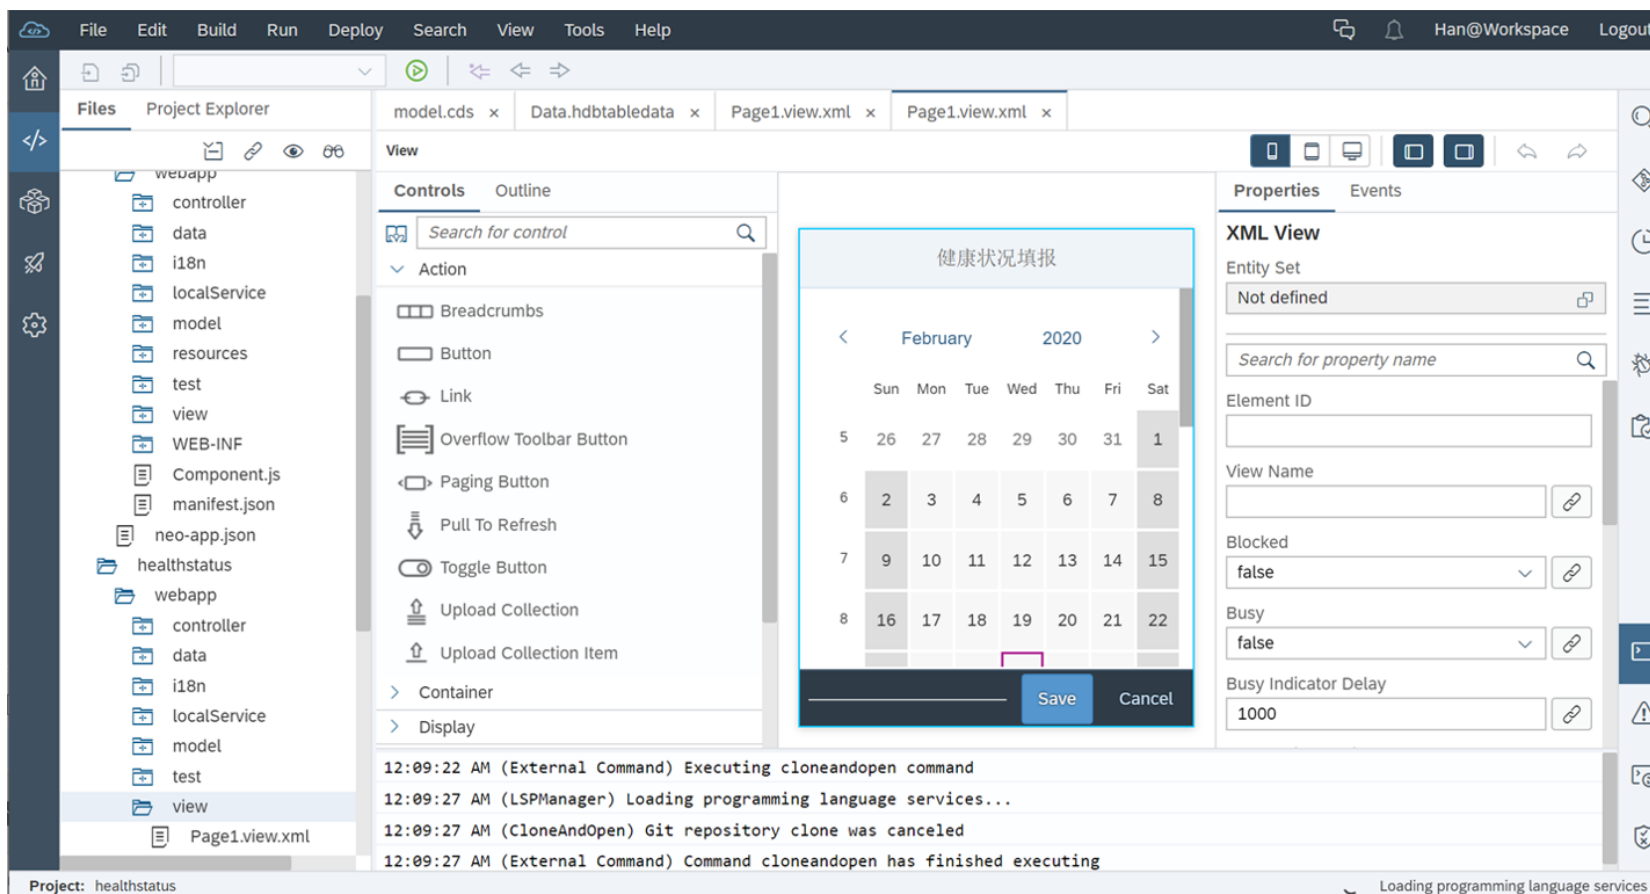 File Edit Build Run Deploy Search View Tools Help Han@Workspace Logout
Files Project Explorer
model.cds × Data.hdbtabledata × Page1.view.xml × Page1.view.xml ×
View
webapp
controller
data
i18n
localService
model
resources
test
view
WEB-INF
Component.js
manifest.json
neo-app.json
healthstatus
webapp
controller
data
i18n
localService
model
test
view
Page1.view.xml
Controls Outline
Search for control
Action
Breadcrumbs
Button
Link
Overflow Toolbar Button
Paging Button
Pull To Refresh
Toggle Button
Upload Collection
Upload Collection Item
Container
Display
健康状况填报
February 2020
Sun Mon Tue Wed Thu Fri Sat
5 26 27 28 29 30 31 1
6 2 3 4 5 6 7 8
7 9 10 11 12 13 14 15
8 16 17 18 19 20 21 22
Save Cancel
Properties Events
XML View
Entity Set
Not defined
Search for property name
Element ID
View Name
Blocked
false
Busy
false
Busy Indicator Delay
1000
12:09:22 AM (External Command) Executing cloneandopen command
12:09:27 AM (LSPManager) Loading programming language services...
12:09:27 AM (CloneAndOpen) Git repository clone was canceled
12:09:27 AM (External Command) Command cloneandopen has finished executing
Project: healthstatus
Loading programming language services